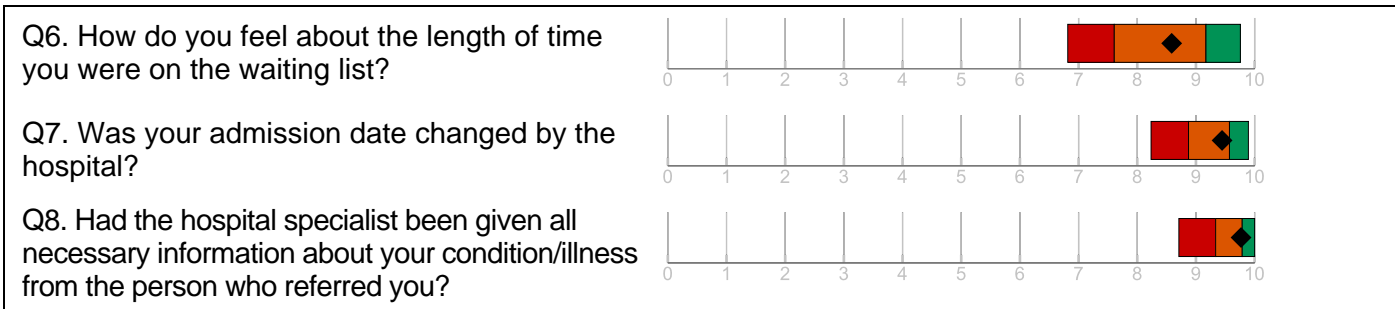 Q6. How do you feel about the length of time
you were on the waiting list?
0 1 2 3 4 5 6 7 8 9 10
Q7. Was your admission date changed by the
hospital?
0 1 2 3 4 5 6 7 8 9 10
Q8. Had the hospital specialist been given all
necessary information about your condition/illness
from the person who referred you?
0 1 2 3 4 5 6 7 8 9 10